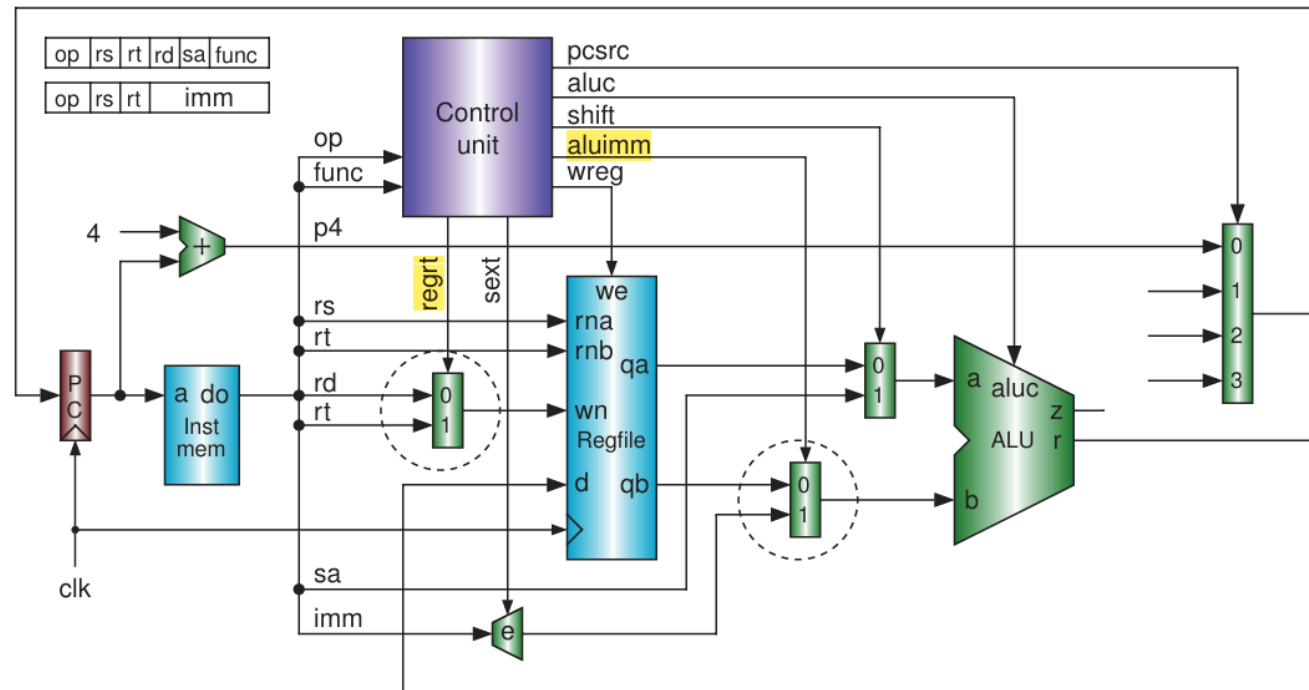 op rs rt rd sa func
op rs rt imm
Control unit
pcsrc
aluc
shift
aluimm
wreg
op
func
regrt
sext
4
+
p4
0
1
2
3
we
rs
rna
rt
rnb
qa
0
1
PC
a do
Inst mem
rd
rt
0
1
wn
Regfile
d
qb
0
1
a
aluc
z
ALU
r
b
clk
sa
imm
e